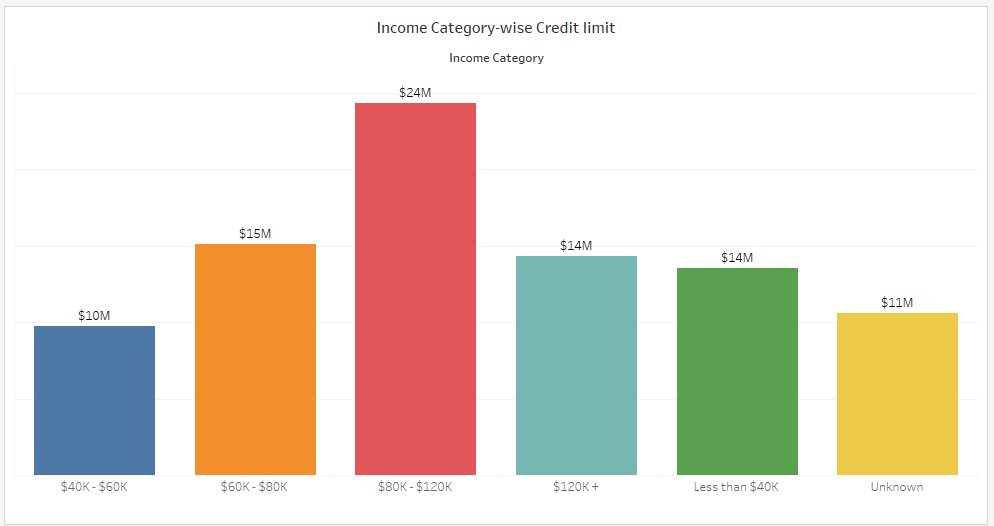 Income Category-wise Credit limit
Income Category
$24M
$15M
$14M
$14M
$11M
$10M
$40K - $60K
$60K - $80K
$80K - $120K
$120K +
Less than $40K
Unknown